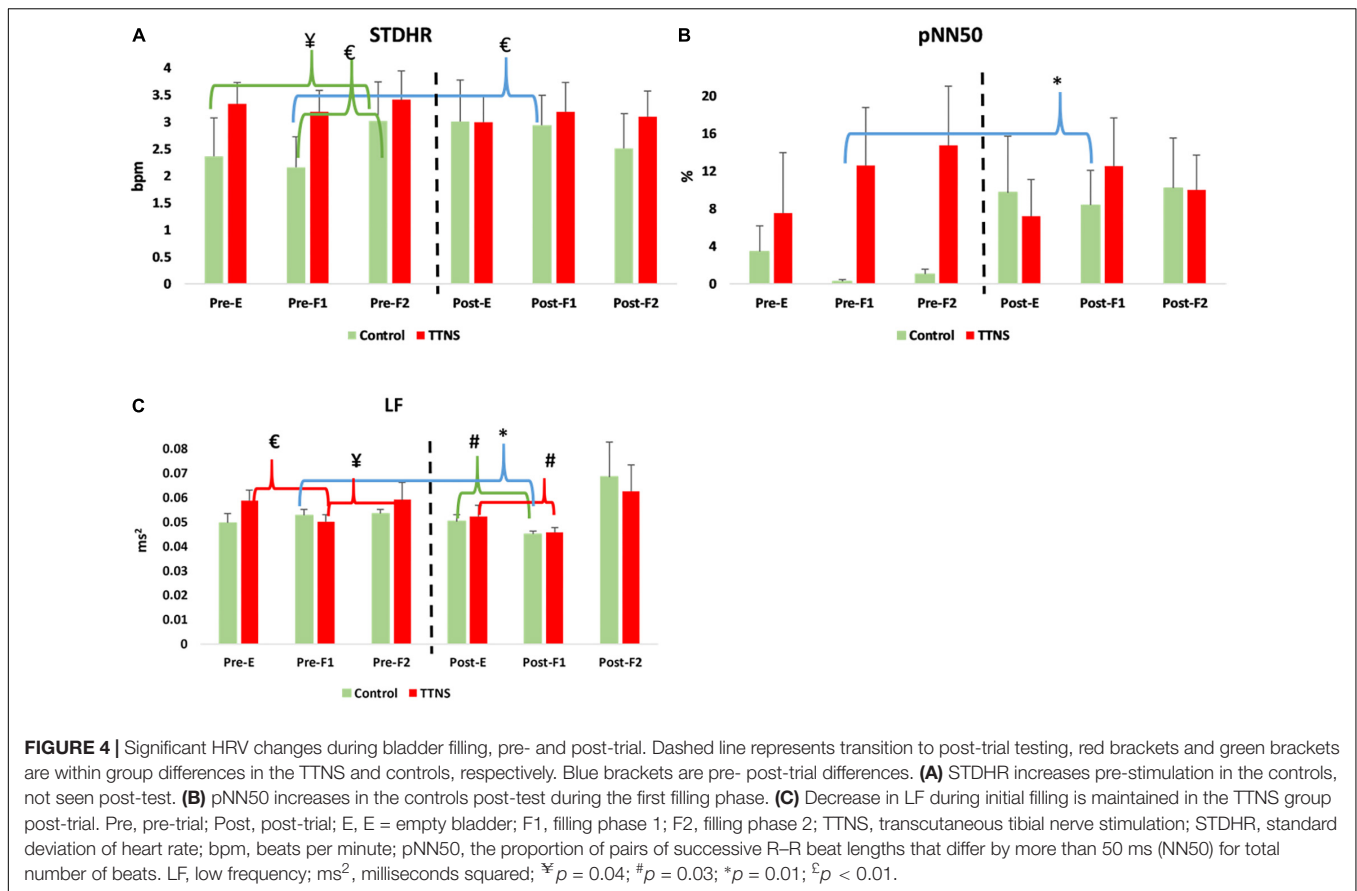 A
STDHR
¥
€
€
4
3.5
3
2.5
2
1.5
1
0.5
0
bpm
Pre-E Pre-F1 Pre-F2 Post-E Post-F1 Post-F2
Control TTNS
B
pNN50
*
20
16
12
8
4
0
%
Pre-E Pre-F1 Pre-F2 Post-E Post-F1 Post-F2
Control TTNS
C
LF
€
¥
#
*
#
0.08
0.07
0.06
0.05
0.04
0.03
0.02
0.01
0
ms²
Pre-E Pre-F1 Pre-F2 Post-E Post-F1 Post-F2
Control TTNS
FIGURE 4 | Significant HRV changes during bladder filling, pre- and post-trial. Dashed line represents transition to post-trial testing, red brackets and green brackets
are within group differences in the TTNS and controls, respectively. Blue brackets are pre- post-trial differences. (A) STDHR increases pre-stimulation in the controls,
not seen post-test. (B) pNN50 increases in the controls post-test during the first filling phase. (C) Decrease in LF during initial filling is maintained in the TTNS group
post-trial. Pre, pre-trial; Post, post-trial; E, E = empty bladder; F1, filling phase 1; F2, filling phase 2; TTNS, transcutaneous tibial nerve stimulation; STDHR, standard
deviation of heart rate; bpm, beats per minute; pNN50, the proportion of pairs of successive R–R beat lengths that differ by more than 50 ms (NN50) for total
number of beats. LF, low frequency; ms², milliseconds squared; ¥p = 0.04; #p = 0.03; *p = 0.01; £p < 0.01.